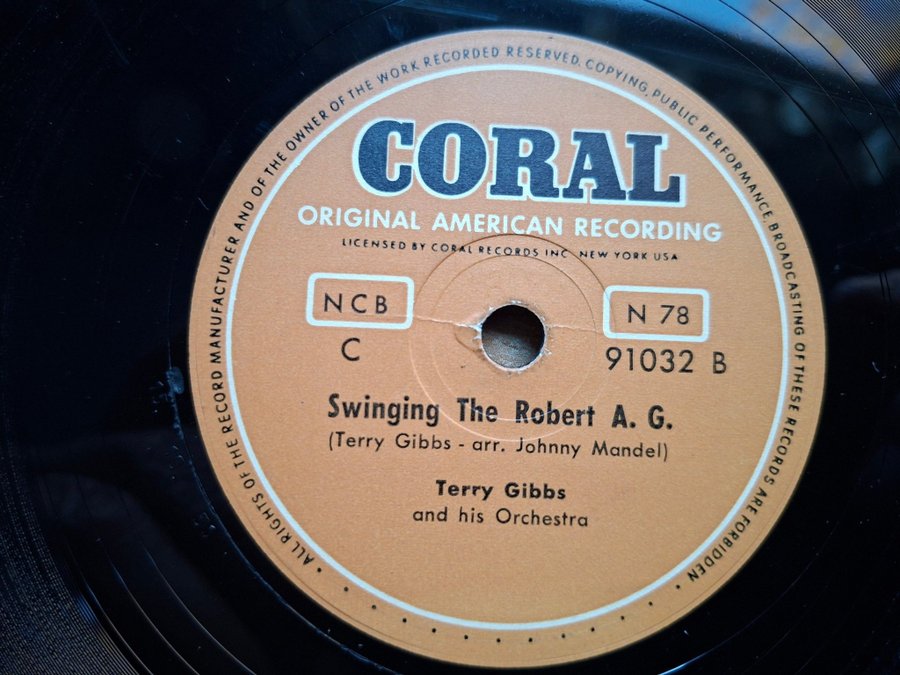 ALL RIGHTS OF THE RECORD MANUFACTURER AND OF THE OWNER OF THE WORK RECORDED RESERVED. COPYING, PUBLIC PERFORMANCE, BROADCASTING OF THESE RECORDS ARE FORBIDDEN
CORAL
ORIGINAL AMERICAN RECORDING
LICENSED BY CORAL RECORDS INC NEW YORK USA
NCB N 78
C 91032 B
Swinging The Robert A. G.
(Terry Gibbs - arr. Johnny Mandel)
Terry Gibbs
and his Orchestra